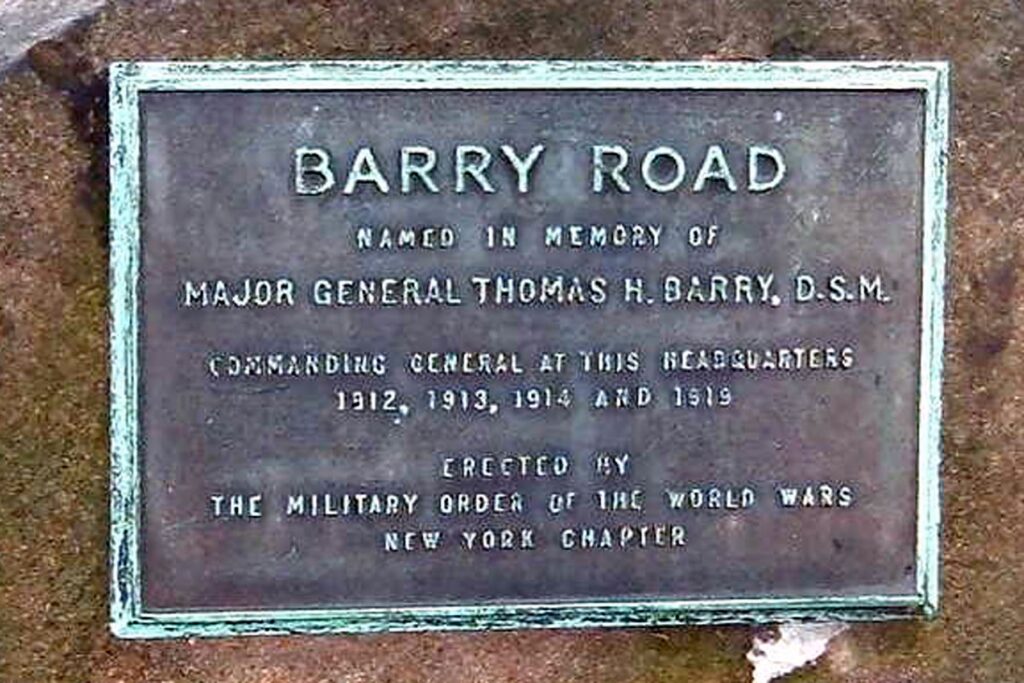 BARRY ROAD
NAMED IN MEMORY OF
MAJOR GENERAL THOMAS H. BARRY, D.S.M.
COMMANDING GENERAL AT THIS HEADQUARTERS
1912, 1913, 1914 AND 1919
ERECTED BY
THE MILITARY ORDER OF THE WORLD WARS
NEW YORK CHAPTER